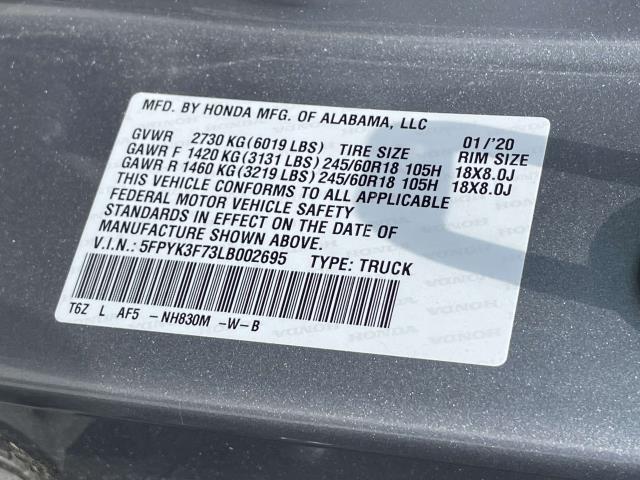 MFD. BY HONDA MFG. OF ALABAMA, LLC
01/'20
GVWR 2730 KG(6019 LBS) TIRE SIZE RIM SIZE
GAWR F 1420 KG(3131 LBS) 245/60R18 105H 18X8.0J
GAWR R 1460 KG(3219 LBS) 245/60R18 105H 18X8.0J
THIS VEHICLE CONFORMS TO ALL APPLICABLE
FEDERAL MOTOR VEHICLE SAFETY
STANDARDS IN EFFECT ON THE DATE OF
MANUFACTURE SHOWN ABOVE.
V.I.N.: 5FPYK3F73LB002695 TYPE: TRUCK
T6Z L AF5 -NH830M -W-B